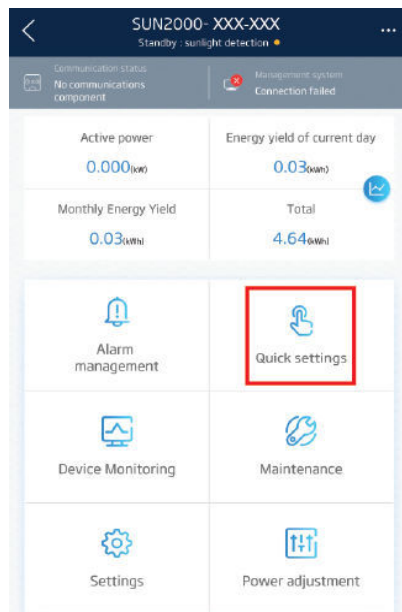 SUN2000- XXX-XXX
Standby : sunlight detection
Communication status
No communications
component
Management system
Connection failed
Active power
0.000(kW)
Energy yield of current day
0.03(kWh)
Monthly Energy Yield
0.03(kWh)
Total
4.64(kWh)
Alarm
management
Quick settings
Device Monitoring
Maintenance
Settings
Power adjustment